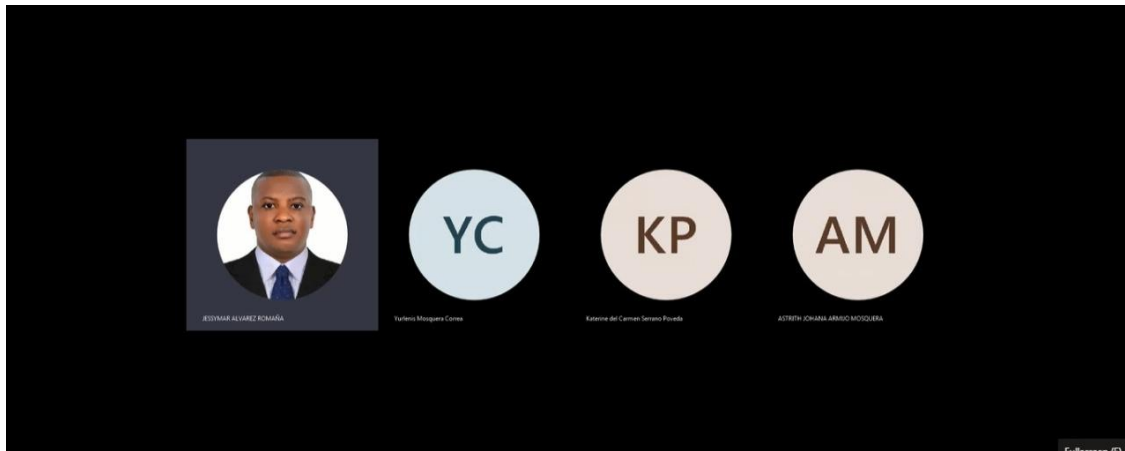 YC
KP
AM
JESSYMAR ALVAREZ ROMAÑA
Yurlenis Mosquera Correa
Katerine del Carmen Serrano Poveda
ASTRITH JOHANA ARMIJO MOSQUERA